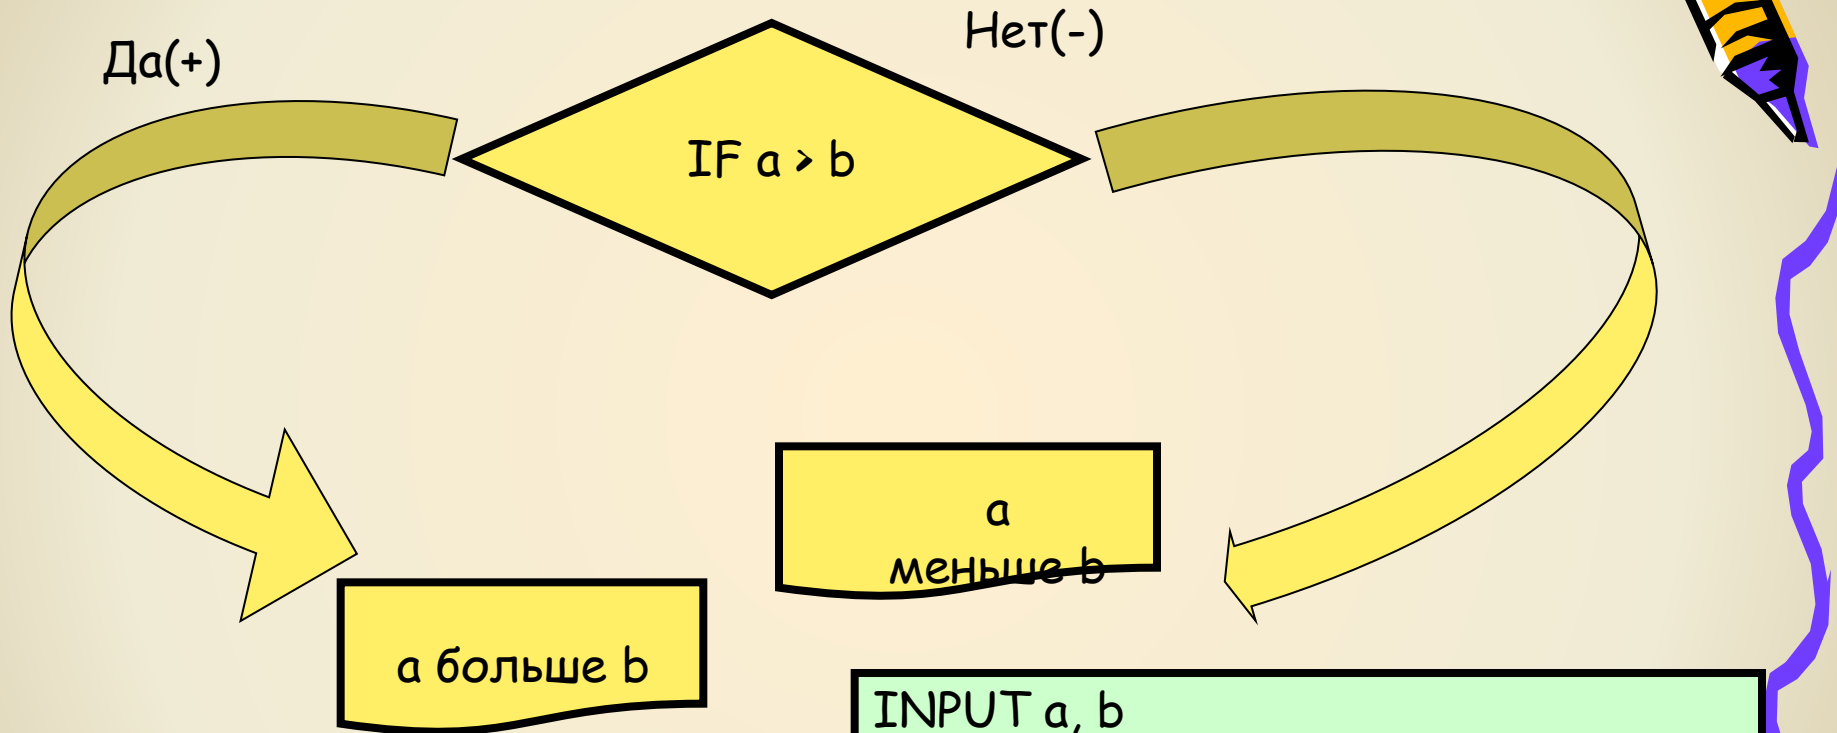 Да(+)
Нет(-)
IF a > b
а
меньше b
а больше b
INPUT a, b